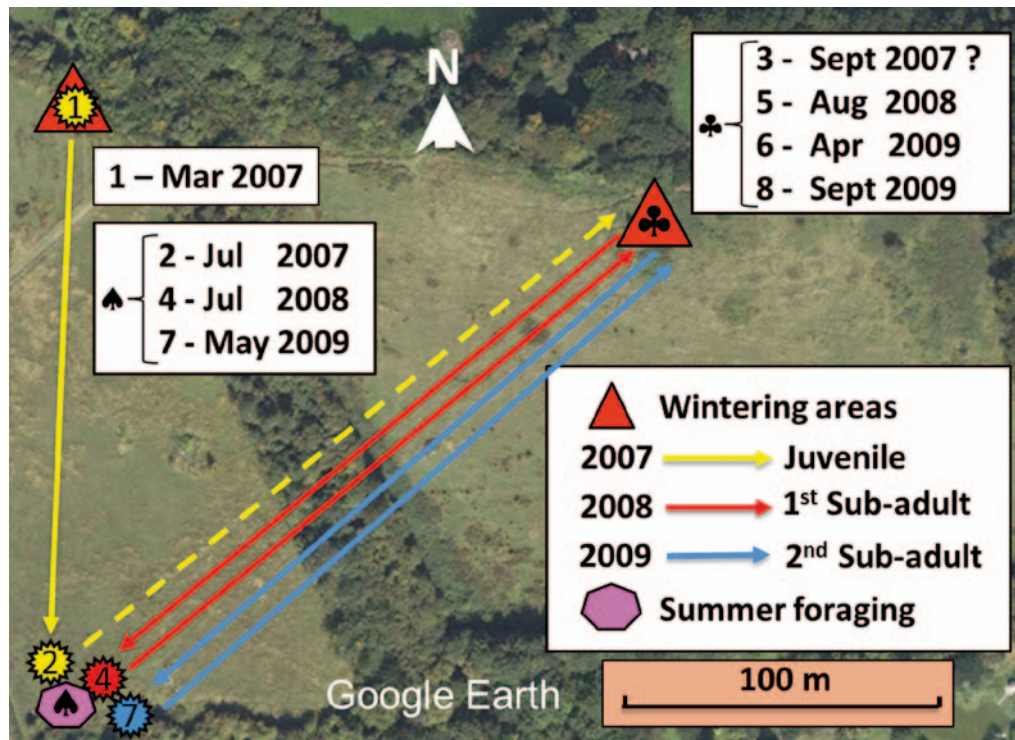 1
N
3 - Sept 2007 ?
5 - Aug 2008
6 - Apr 2009
8 - Sept 2009
♣
1 – Mar 2007
♣
2 - Jul 2007
4 - Jul 2008
7 - May 2009
♠
Wintering areas
2007 Juvenile
2008 1st Sub-adult
2009 2nd Sub-adult
Summer foraging
2
4
♠
7
Google Earth
100 m